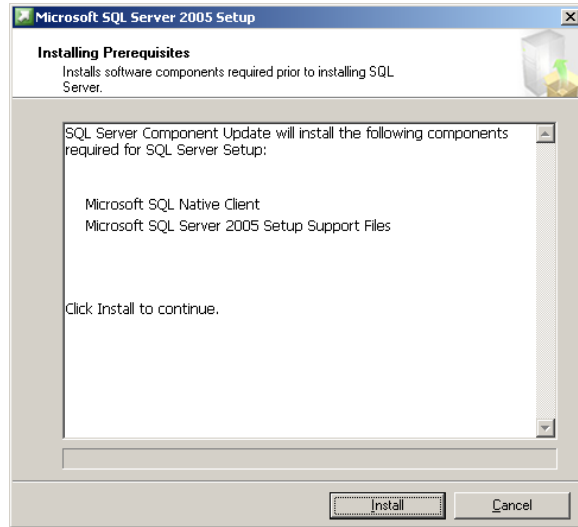 Microsoft SQL Server 2005 Setup
Installing Prerequisites
Installs software components required prior to installing SQL
Server.
SQL Server Component Update will install the following components
required for SQL Server Setup:
Microsoft SQL Native Client
Microsoft SQL Server 2005 Setup Support Files
Click Install to continue.
Install
Cancel